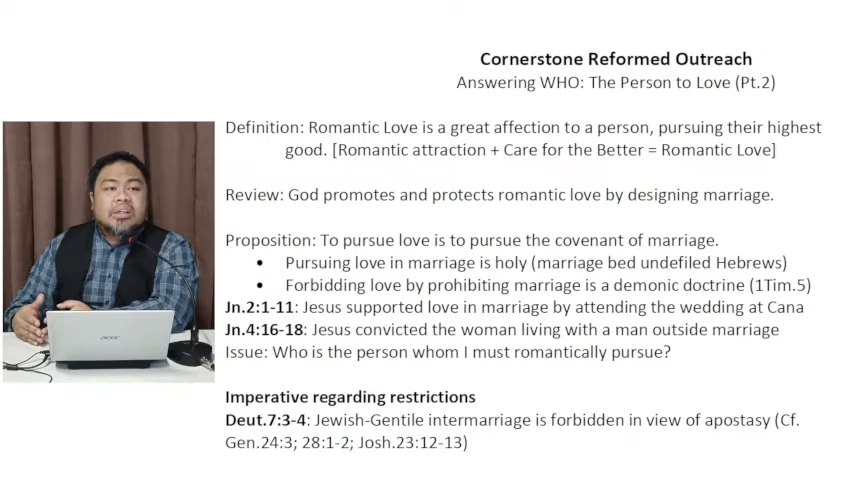 Cornerstone Reformed Outreach
Answering WHO: The Person to Love (Pt.2)
Definition: Romantic Love is a great affection to a person, pursuing their highest
good. [Romantic attraction + Care for the Better = Romantic Love]
Review: God promotes and protects romantic love by designing marriage.
Proposition: To pursue love is to pursue the covenant of marriage.
• Pursuing love in marriage is holy (marriage bed undefiled Hebrews)
• Forbidding love by prohibiting marriage is a demonic doctrine (1Tim.5)
Jn.2:1-11: Jesus supported love in marriage by attending the wedding at Cana
Jn.4:16-18: Jesus convicted the woman living with a man outside marriage
Issue: Who is the person whom I must romantically pursue?
Imperative regarding restrictions
Deut.7:3-4: Jewish-Gentile intermarriage is forbidden in view of apostasy (Cf.
Gen.24:3; 28:1-2; Josh.23:12-13)
acer